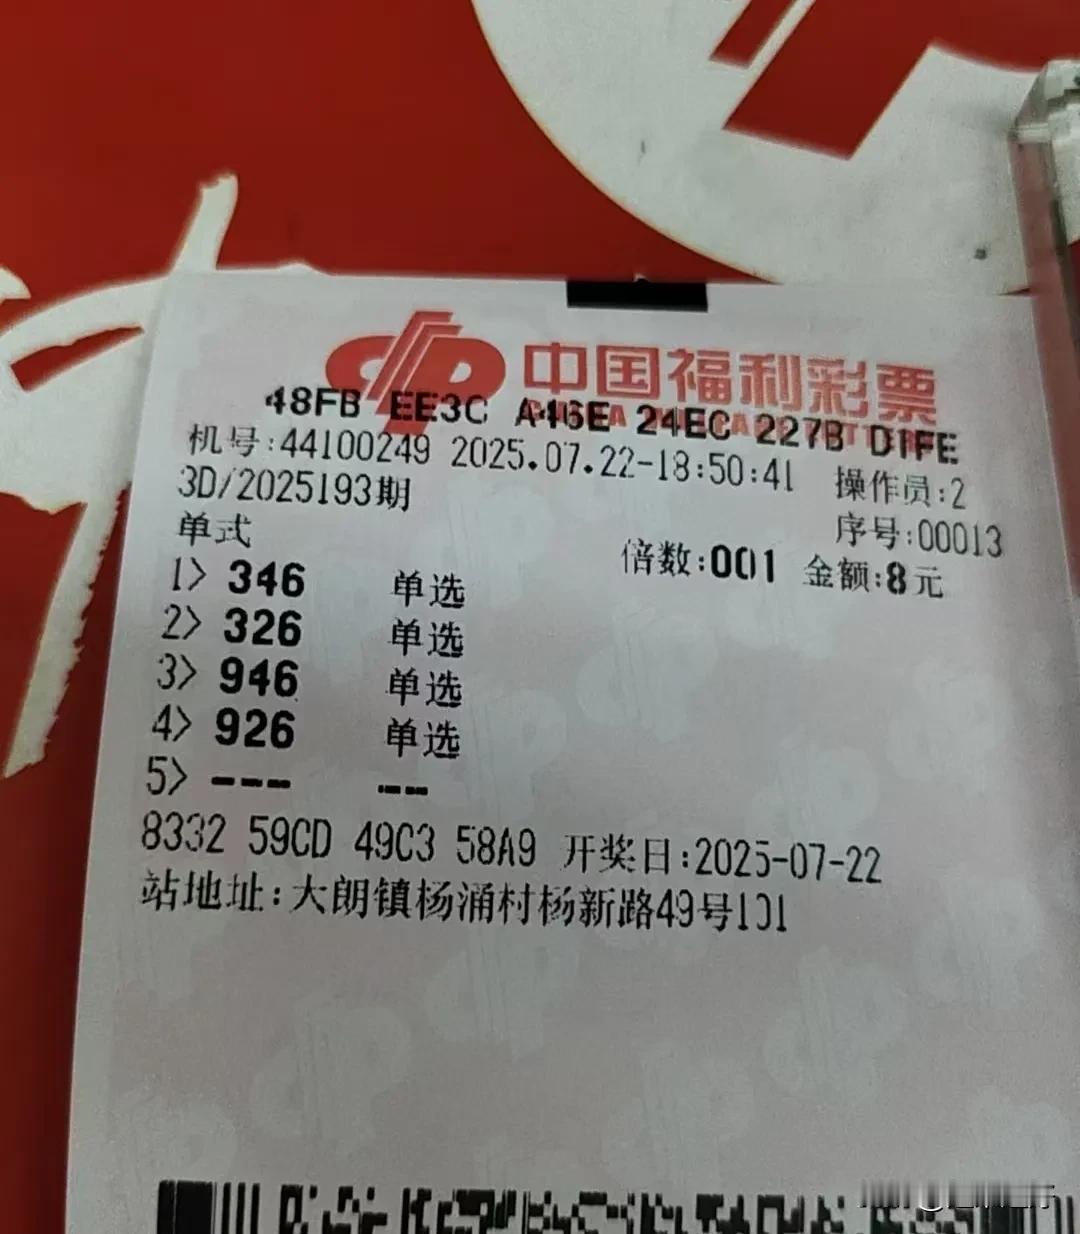 中国福利彩票
48FB EE3C A46E 24EC 227B D1FE
机号:44100249 2025.07.22-18:50:41 操作员:2
3D/2025193期 序号:00013
单式 倍数:001 金额:8元
1> 346 单选
2> 326 单选
3> 946 单选
4> 926 单选
5> --- --
8332 59CD 49C3 58A9 开奖日:2025-07-22
站地址:大朗镇杨涌村杨新路49号101